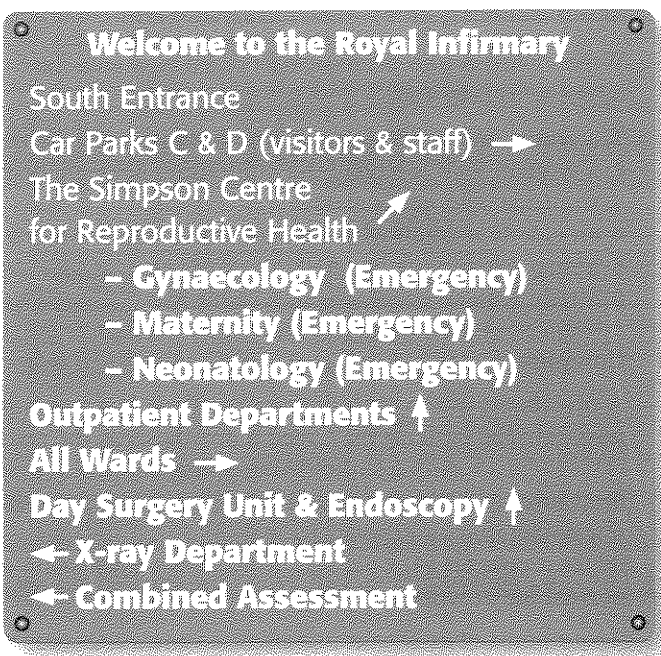 Welcome to the Royal Infirmary
South Entrance
Car Parks C & D (visitors & staff) →
The Simpson Centre
for Reproductive Health ↗
– Gynaecology (Emergency)
– Maternity (Emergency)
– Neonatology (Emergency)
Outpatient Departments ↑
All Wards →
Day Surgery Unit & Endoscopy ↑
← X-ray Department
← Combined Assessment